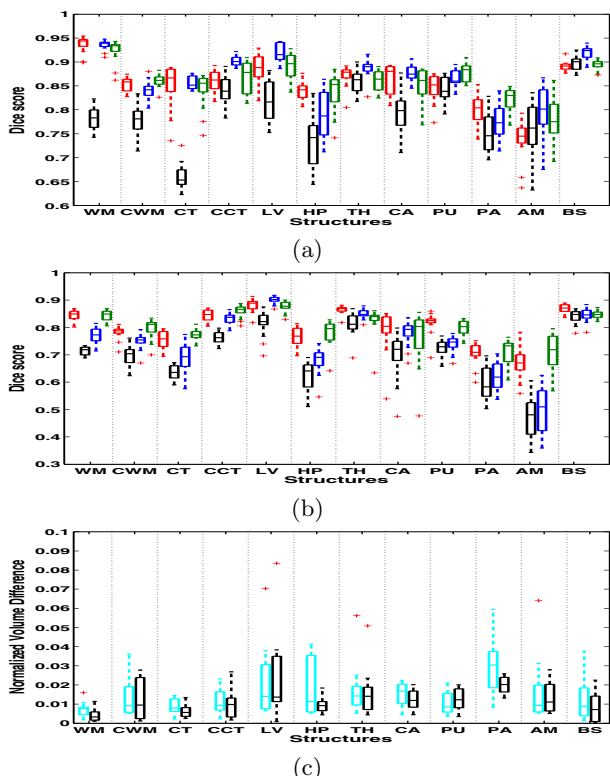 0.95
0.9
0.85
0.8
0.75
0.7
0.65
0.6
Dice score
WM CWM CT CCT LV HP TH CA PU PA AM BS
Structures
(a)
1
0.9
0.8
0.7
0.6
0.5
0.4
0.3
Dice score
WM CWM CT CCT LV HP TH CA PU PA AM BS
Structures
(b)
0.1
0.09
0.08
0.07
0.06
0.05
0.04
0.03
0.02
0.01
0
Normalized Volume Difference
WM CWM CT CCT LV HP TH CA PU PA AM BS
Structures
(c)